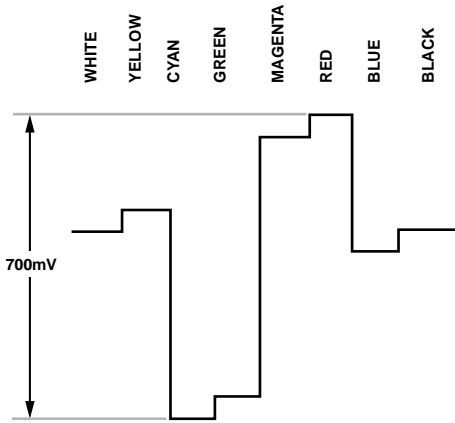 WHITE
YELLOW
CYAN
GREEN
MAGENTA
RED
BLUE
BLACK
700mV